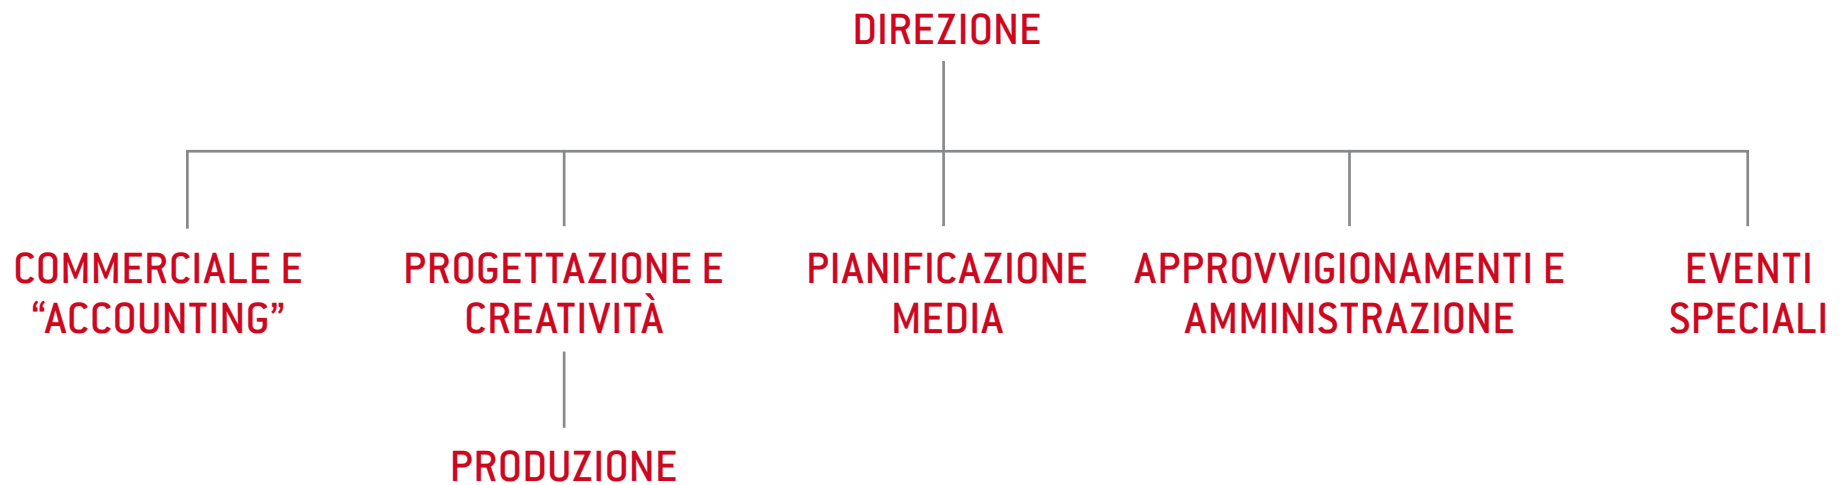 DIREZIONE
COMMERCIALE E
“ACCOUNTING”
PROGETTAZIONE E
CREATIVITÀ
PIANIFICAZIONE
MEDIA
APPROVVIGIONAMENTI E
AMMINISTRAZIONE
EVENTI
SPECIALI
PRODUZIONE